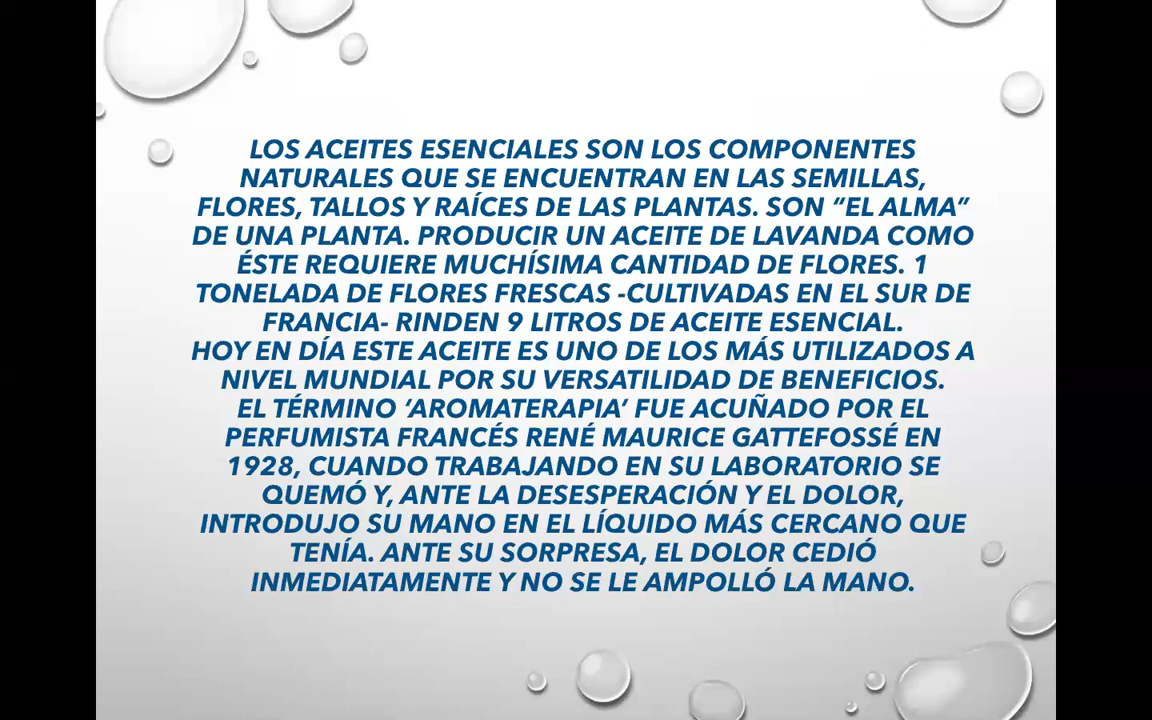 LOS ACEITES ESENCIALES SON LOS COMPONENTES
NATURALES QUE SE ENCUENTRAN EN LAS SEMILLAS,
FLORES, TALLOS Y RAÍCES DE LAS PLANTAS. SON “EL ALMA”
DE UNA PLANTA. PRODUCIR UN ACEITE DE LAVANDA COMO
ÉSTE REQUIERE MUCHÍSIMA CANTIDAD DE FLORES. 1
TONELADA DE FLORES FRESCAS -CULTIVADAS EN EL SUR DE
FRANCIA- RINDEN 9 LITROS DE ACEITE ESENCIAL.
HOY EN DÍA ESTE ACEITE ES UNO DE LOS MÁS UTILIZADOS A
NIVEL MUNDIAL POR SU VERSATILIDAD DE BENEFICIOS.
EL TÉRMINO ‘AROMATERAPIA’ FUE ACUÑADO POR EL
PERFUMISTA FRANCÉS RENÉ MAURICE GATTEFOSSÉ EN
1928, CUANDO TRABAJANDO EN SU LABORATORIO SE
QUEMÓ Y, ANTE LA DESESPERACIÓN Y EL DOLOR,
INTRODUJO SU MANO EN EL LÍQUIDO MÁS CERCANO QUE
TENÍA. ANTE SU SORPRESA, EL DOLOR CEDIÓ
INMEDIATAMENTE Y NO SE LE AMPOLLÓ LA MANO.